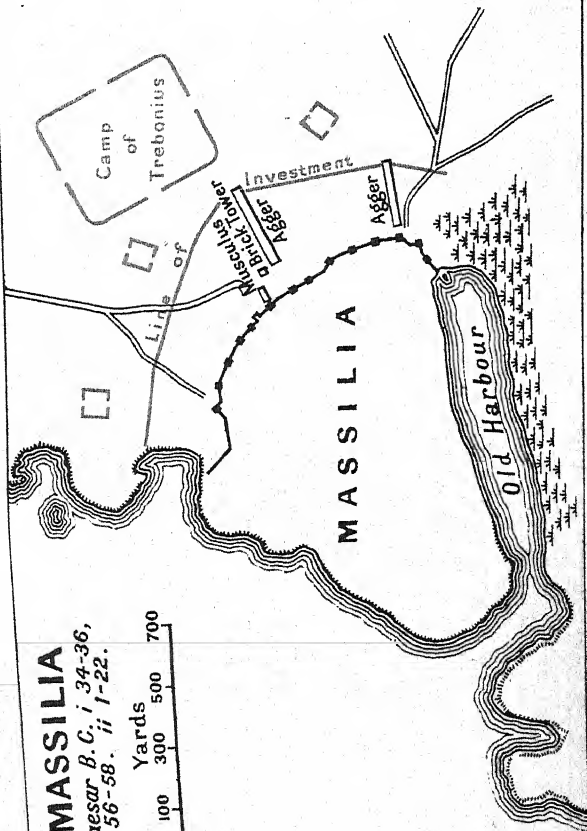 MASSILIA
aesar B.C. i 34-36,
56-58. ii 1-22.
Yards
100 300 500 700
Camp
of
Trebonius
Line of Investment
Musculus
Brick Tower
Agger
Agger
MASSILIA
Old Harbour